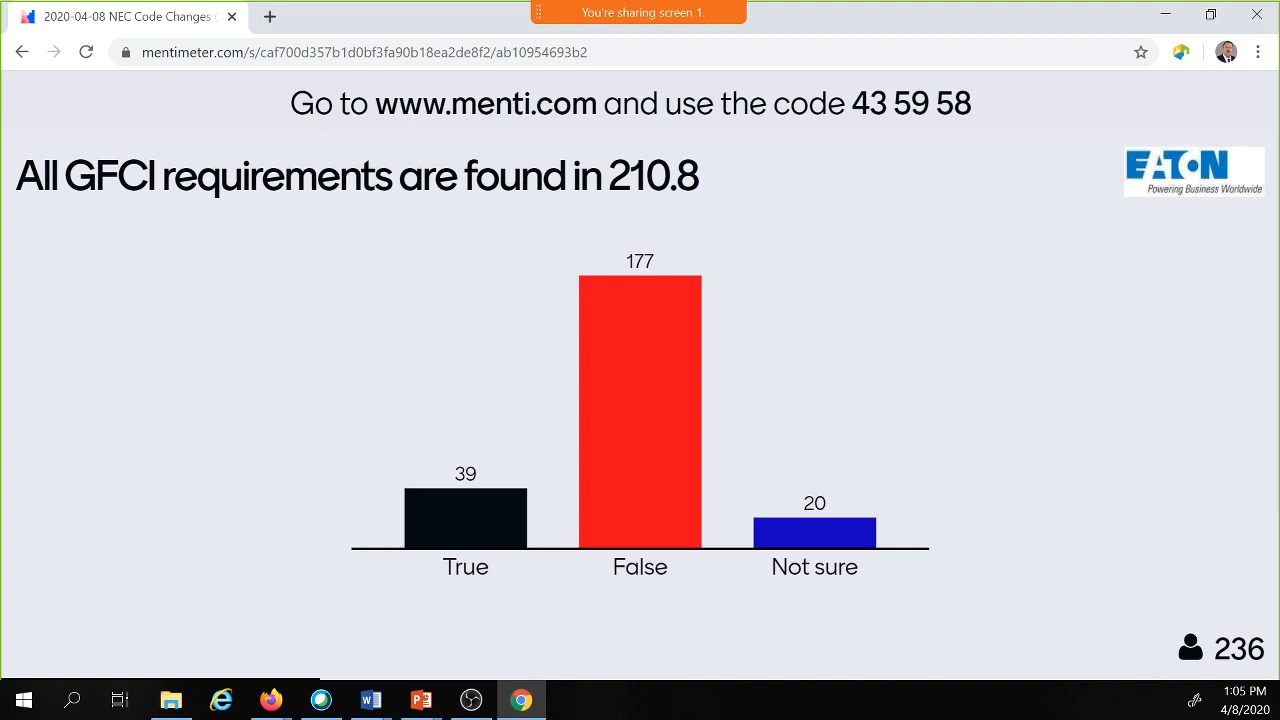 You're sharing screen 1.
2020-04-08 NEC Code Changes (
mentimeter.com/s/caf700d357b1d0bf3fa90b18ea2de8f2/ab10954693b2
Go to www.menti.com and use the code 43 59 58
All GFCI requirements are found in 210.8
EATON
Powering Business Worldwide
177
39
20
True
False
Not sure
236
1:05 PM
4/8/2020